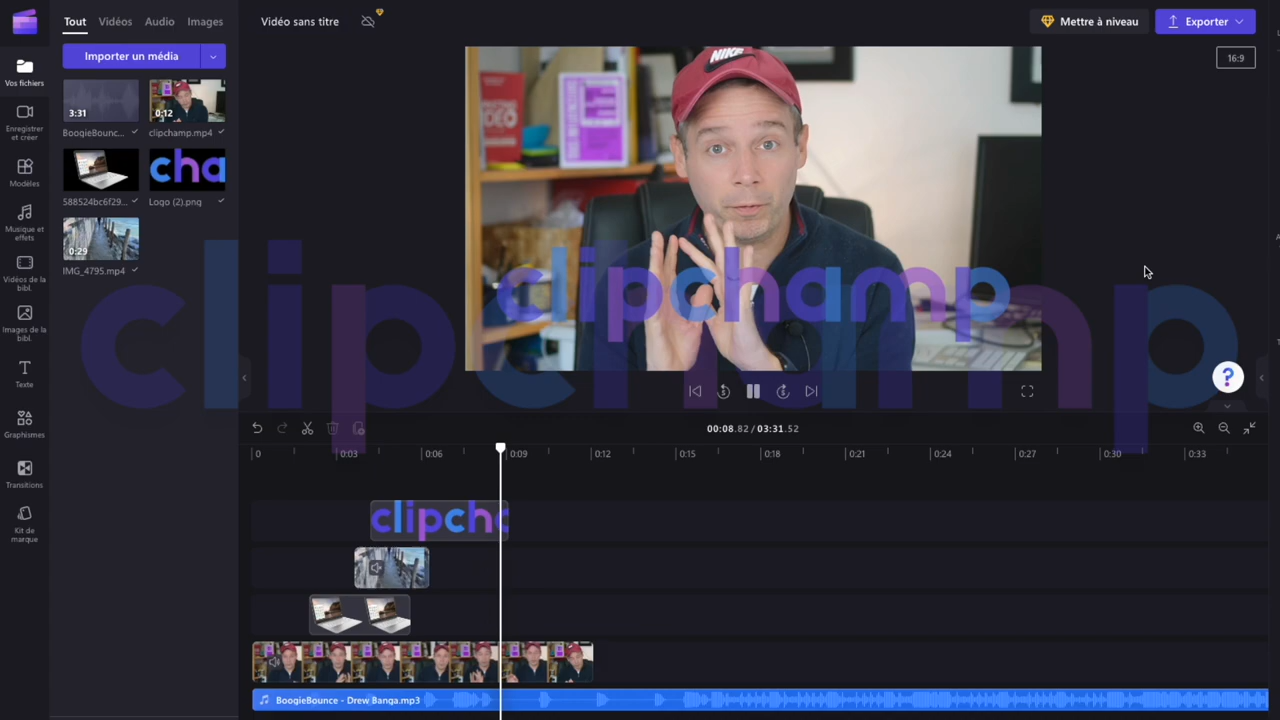 Tout Vidéos Audio Images
Vidéo sans titre
Mettre à niveau
Exporter
16:9
Importer un média
Vos fichiers
Enregistrer et créer
Modèles
Musique et effets
Vidéos de la bibl.
Images de la bibl.
Texte
Graphismes
Transitions
Kit de marque
3:31
BoogieBounc...
0:12
clipchamp.mp4
588524bc6f29...
cha
Logo (2).png
0:29
IMG_4795.mp4
NIKE
clipchamp
clipchamp
5
5
?
00:08.82 / 03:31.52
0 0:03 0:06 0:09 0:12 0:15 0:18 0:21 0:24 0:27 0:30 0:33
clipcha
BoogieBounce - Drew Banga.mp3